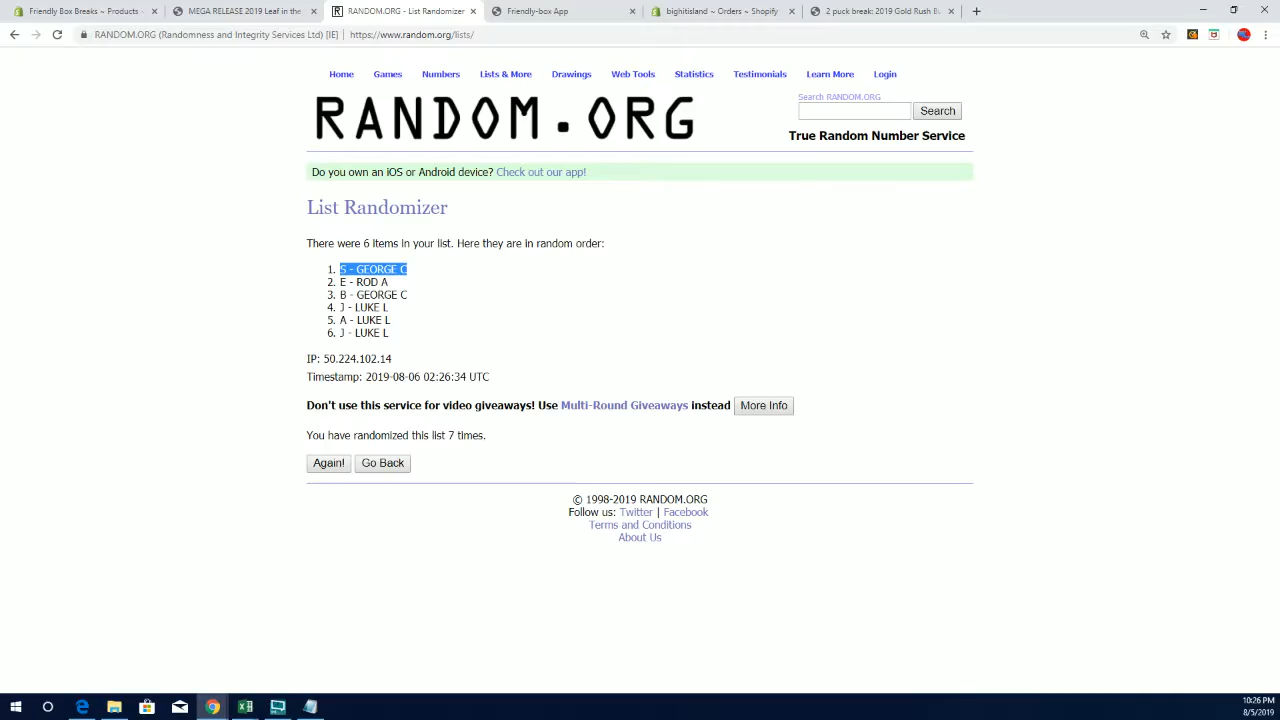 Friendly Box Breaks ~ Products ~
MEGA RELEASE 2019 Leaf in the
RANDOM.ORG - List Randomizer
Friendly-box App
bighitisland ~ Orders ~ Shopify
2 puck break 2019 Gold Rush B
RANDOM.ORG (Randomness and Integrity Services Ltd) [IE] | https://www.random.org/lists/
Home Games Numbers Lists & More Drawings Web Tools Statistics Testimonials Learn More Login
RANDOM.ORG
Search RANDOM.ORG
Search
True Random Number Service
Do you own an iOS or Android device? Check out our app!
List Randomizer
There were 6 items in your list. Here they are in random order:
1. S - GEORGE C
2. E - ROD A
3. B - GEORGE C
4. J - LUKE L
5. A - LUKE L
6. J - LUKE L
IP: 50.224.102.14
Timestamp: 2019-08-06 02:26:34 UTC
Don't use this service for video giveaways! Use Multi-Round Giveaways instead More Info
You have randomized this list 7 times.
Again! Go Back
© 1998-2019 RANDOM.ORG
Follow us: Twitter | Facebook
Terms and Conditions
About Us
10:26 PM
8/5/2019